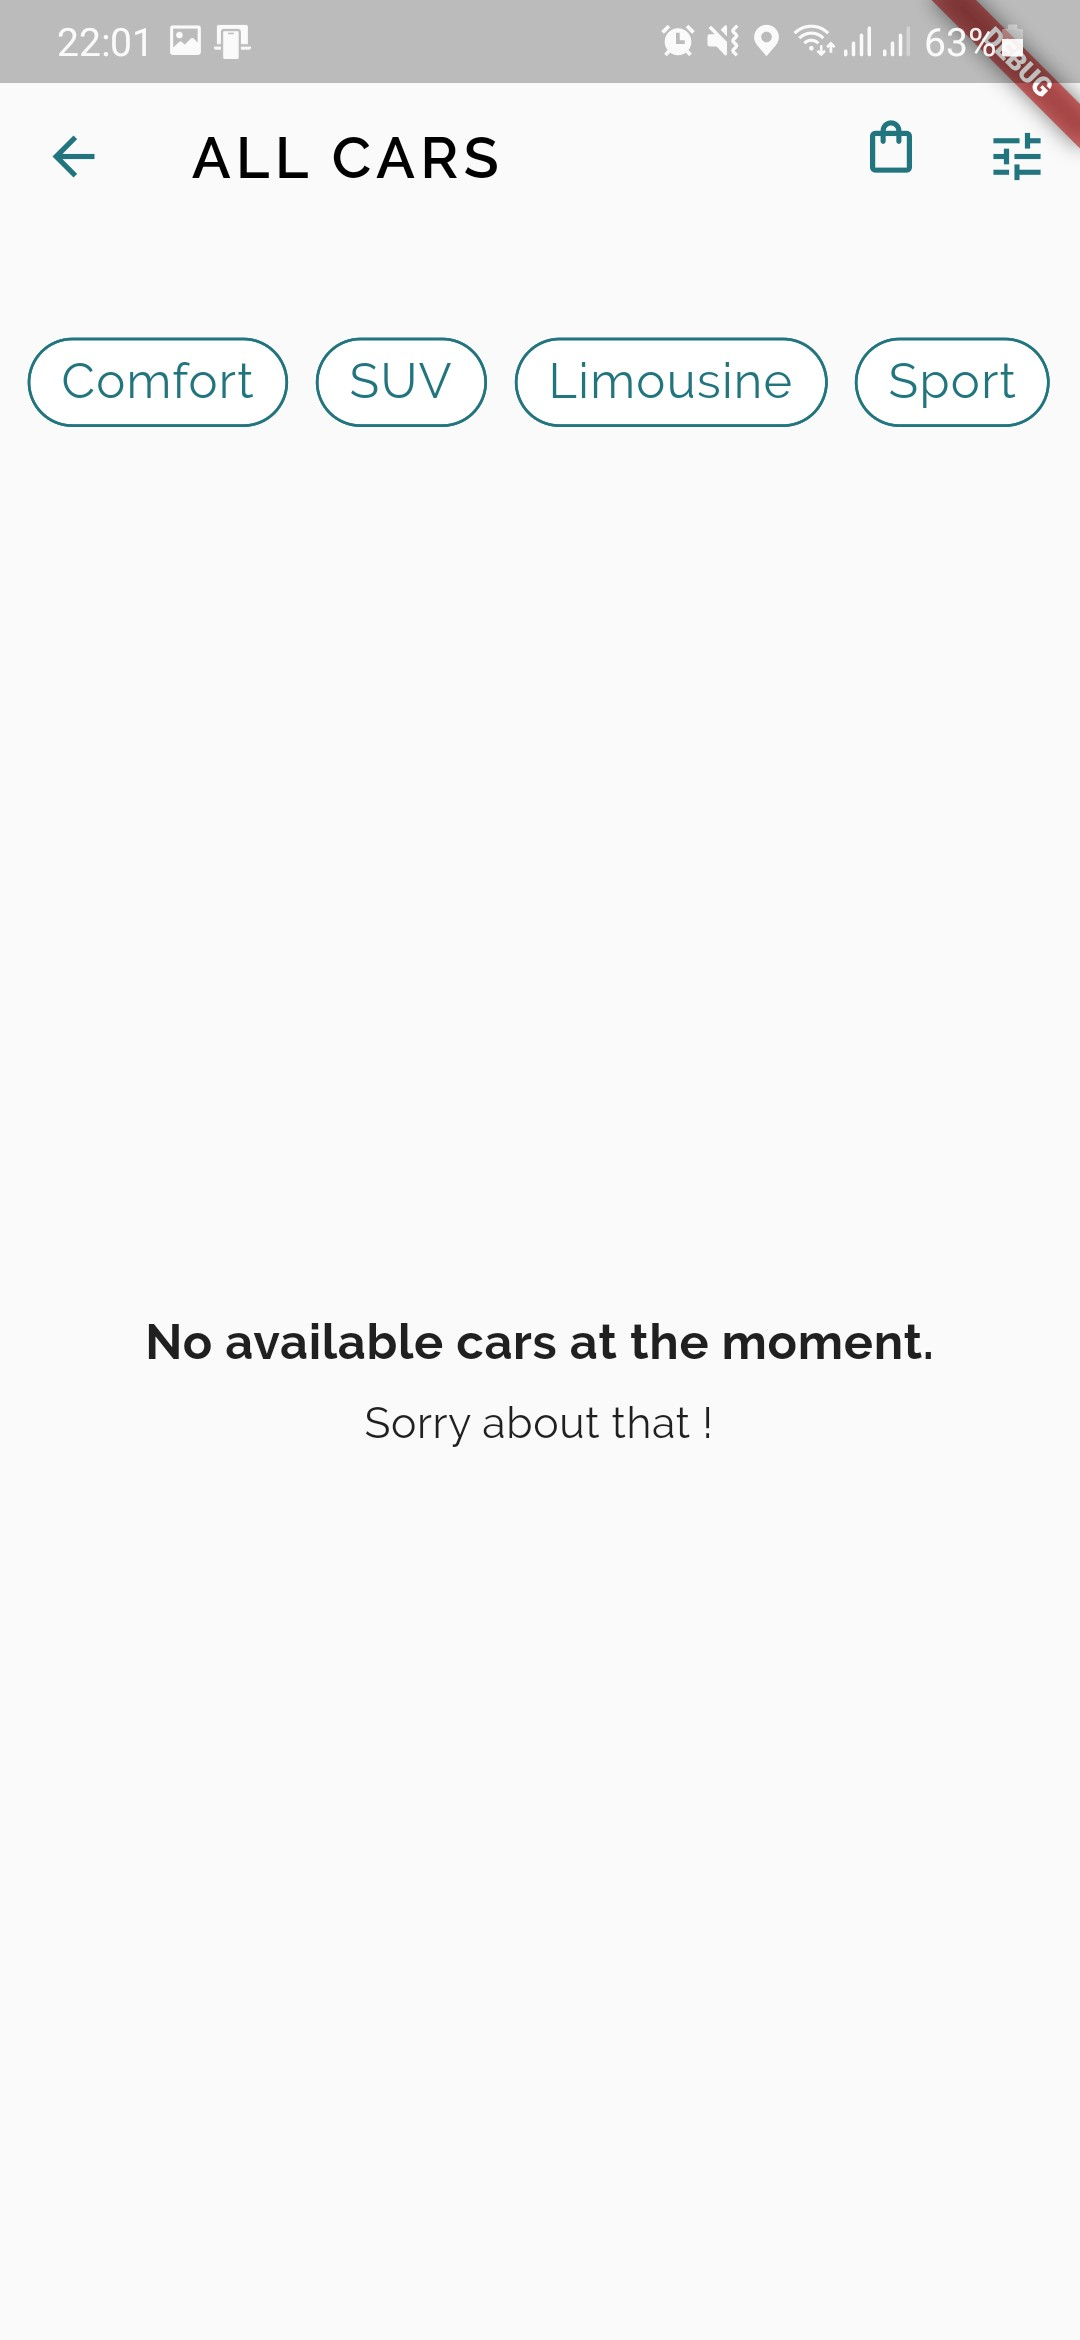 22:01 63%
DEBUG
ALL CARS
Comfort SUV Limousine Sport
No available cars at the moment.
Sorry about that !